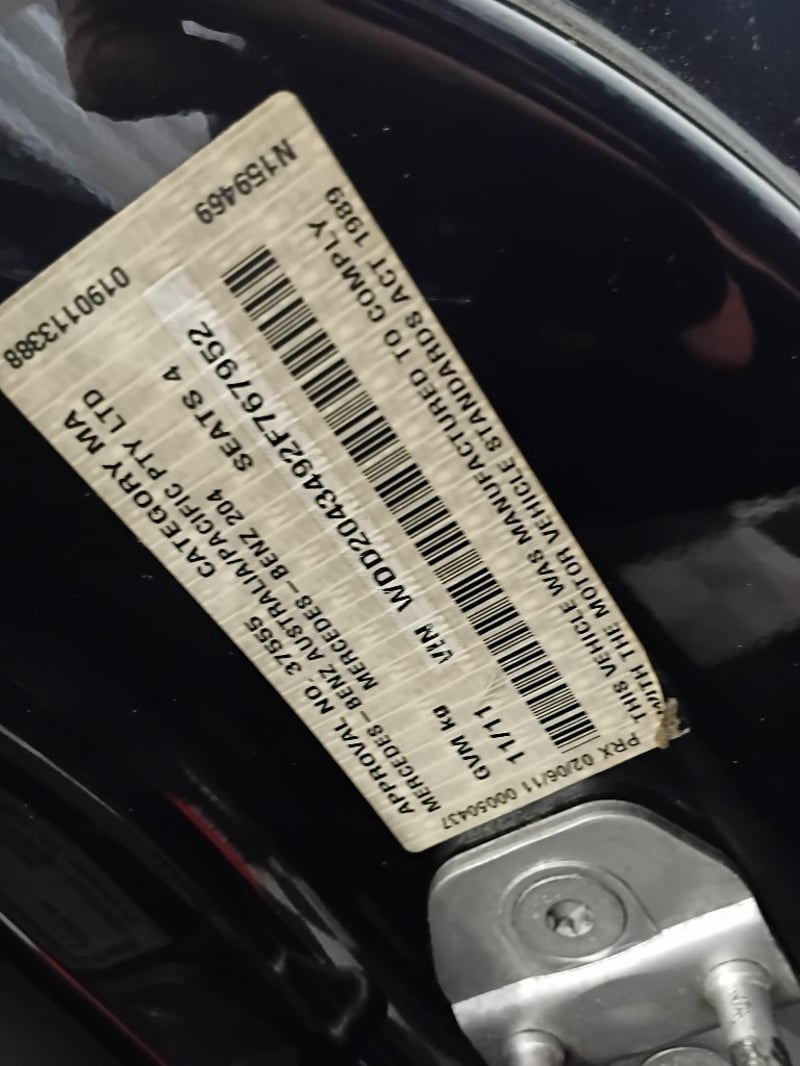 APPROVAL NO. 37555 CATEGORY MA 0190113388
MERCEDES-BENZ AUSTRALIA/PACIFIC PTY LTD
MERCEDES-BENZ 204 SEATS 4 N159469
VIN WDD2043492F767952
GVM kg
11/11
THIS VEHICLE WAS MANUFACTURED TO COMPLY
WITH THE MOTOR VEHICLE STANDARDS ACT 1989
PRX 02/06/11 00050437